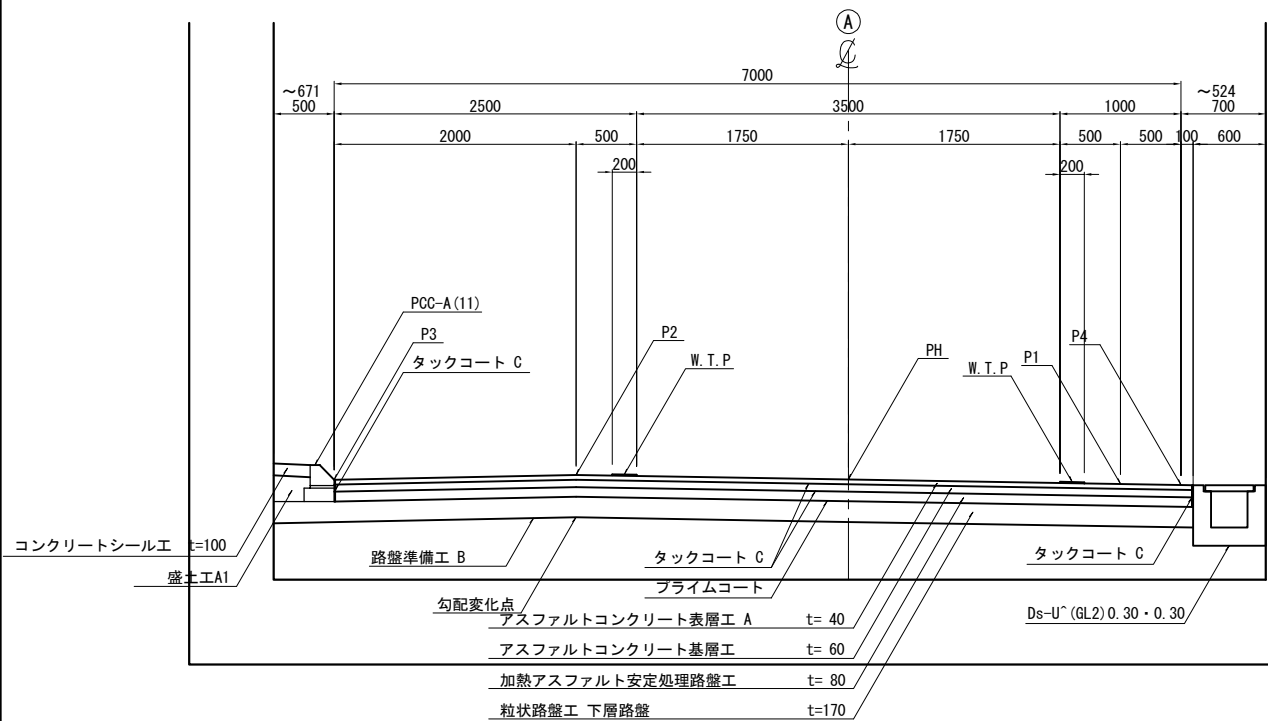 A
7000
~671
~524
500
2500
3500
1000
700
2000
500
1750
1750
500
500
100
600
200
200
PCC-A(11)
P3
タックコート C
P2
W.T.P
PH
P4
P1
W.T.P
コンクリートシール工 t=100
盛土工A1
路盤準備工 B
勾配変化点
タックコート C
プライムコート
タックコート C
アスファルトコンクリート表層工 A t= 40
アスファルトコンクリート基層工 t= 60
加熱アスファルト安定処理路盤工 t= 80
粒状路盤工 下層路盤 t=170
Ds-U^(GL2)0.30・0.30